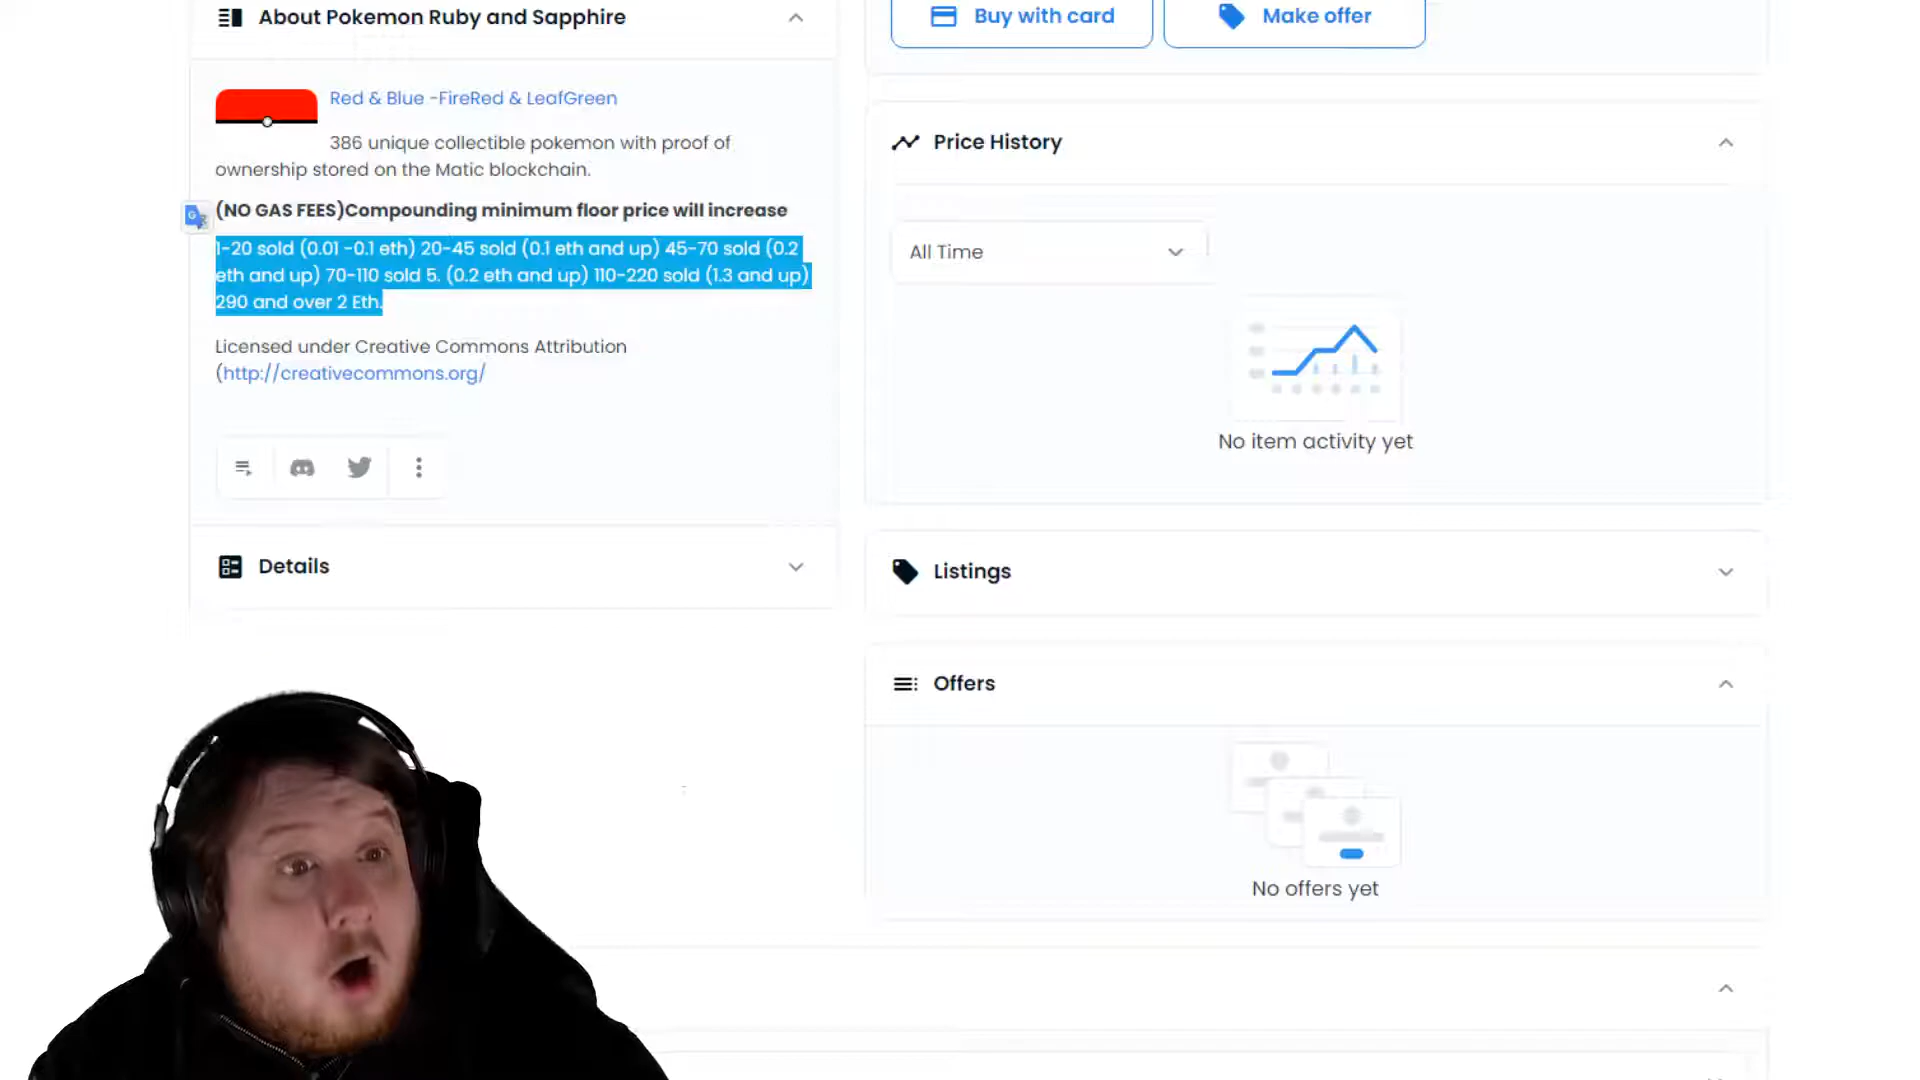 About Pokemon Ruby and Sapphire
Red & Blue -FireRed & LeafGreen
386 unique collectible pokemon with proof of
ownership stored on the Matic blockchain.
(NO GAS FEES)Compounding minimum floor price will increase
1-20 sold (0.01 -0.1 eth) 20-45 sold (0.1 eth and up) 45-70 sold (0.2
eth and up) 70-110 sold 5. (0.2 eth and up) 110-220 sold (1.3 and up)
290 and over 2 Eth.
Licensed under Creative Commons Attribution
(http://creativecommons.org/
Details
Buy with card
Make offer
Price History
All Time
No item activity yet
Listings
Offers
No offers yet